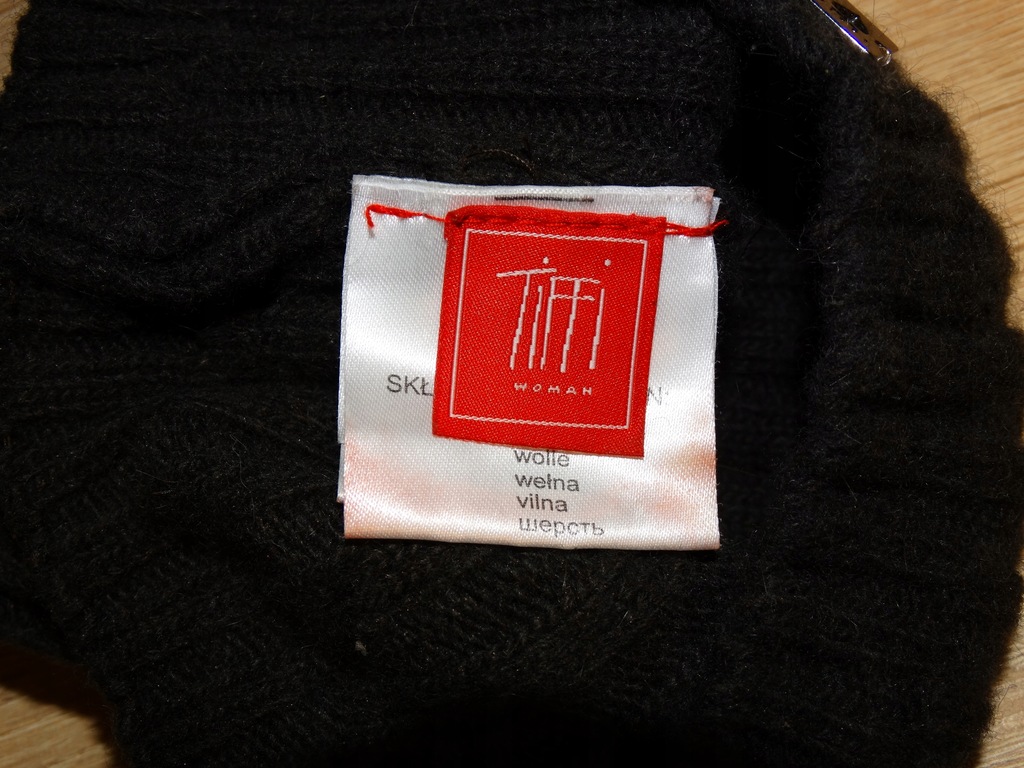 TiFFi
WOMAN
wolle
wełna
vilna
шерсть